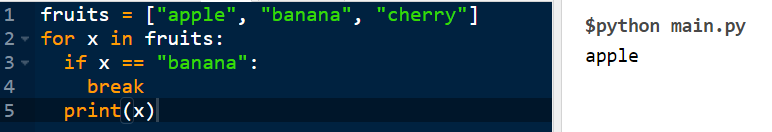 1 fruits = ["apple", "banana", "cherry"]
2 for x in fruits:
3   if x == "banana":
4     break
5   print(x)
$python main.py
apple